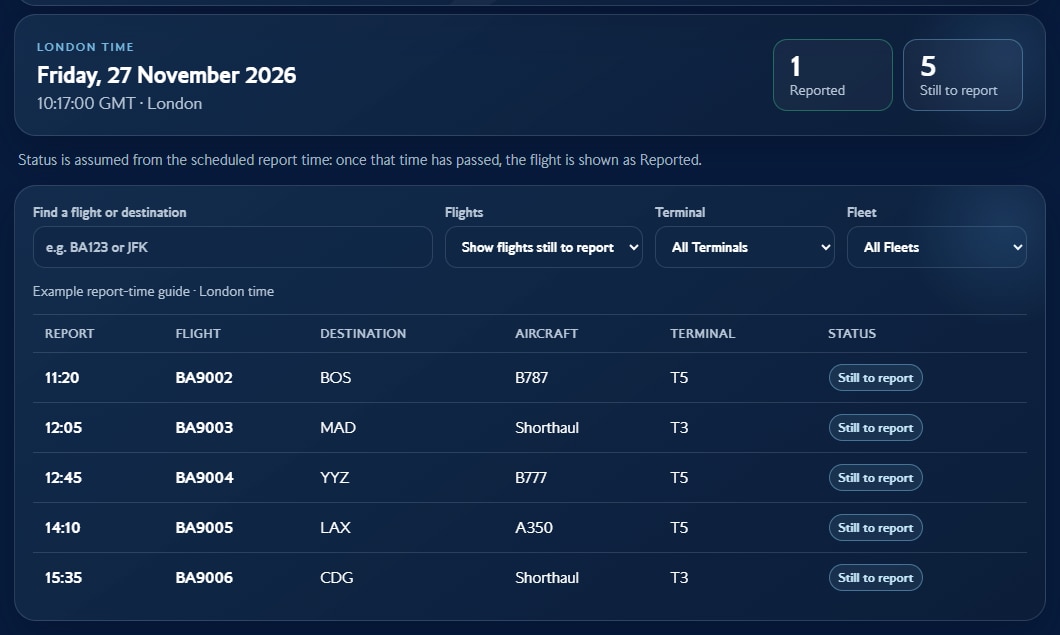 LONDON TIME
Friday, 27 November 2026
10:17:00 GMT · London
1
Reported
5
Still to report
Status is assumed from the scheduled report time: once that time has passed, the flight is shown as Reported.
Find a flight or destination
Flights
Terminal
Fleet
e.g. BA123 or JFK
Show flights still to report
All Terminals
All Fleets
Example report-time guide · London time
REPORT FLIGHT DESTINATION AIRCRAFT TERMINAL STATUS
11:20 BA9002 BOS B787 T5 Still to report
12:05 BA9003 MAD Shorthaul T3 Still to report
12:45 BA9004 YYZ B777 T5 Still to report
14:10 BA9005 LAX A350 T5 Still to report
15:35 BA9006 CDG Shorthaul T3 Still to report